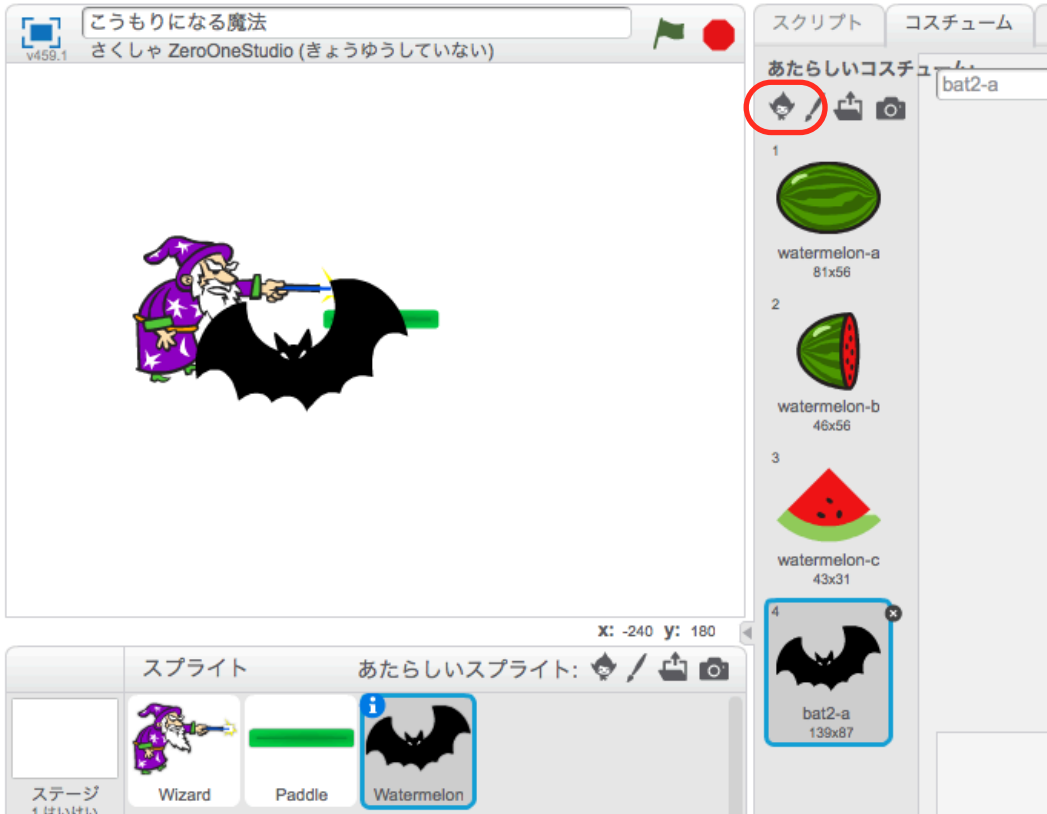 こうもりになる魔法
v459.1
さくしゃ ZeroOneStudio (きょうゆうしていない)
スクリプト
コスチューム
あたらしいコスチューム:
bat2-a
1
watermelon-a
81x56
2
watermelon-b
46x56
3
watermelon-c
43x31
4
bat2-a
139x87
x: -240 y: 180
スプライト
あたらしいスプライト:
ステージ
Wizard
Paddle
Watermelon